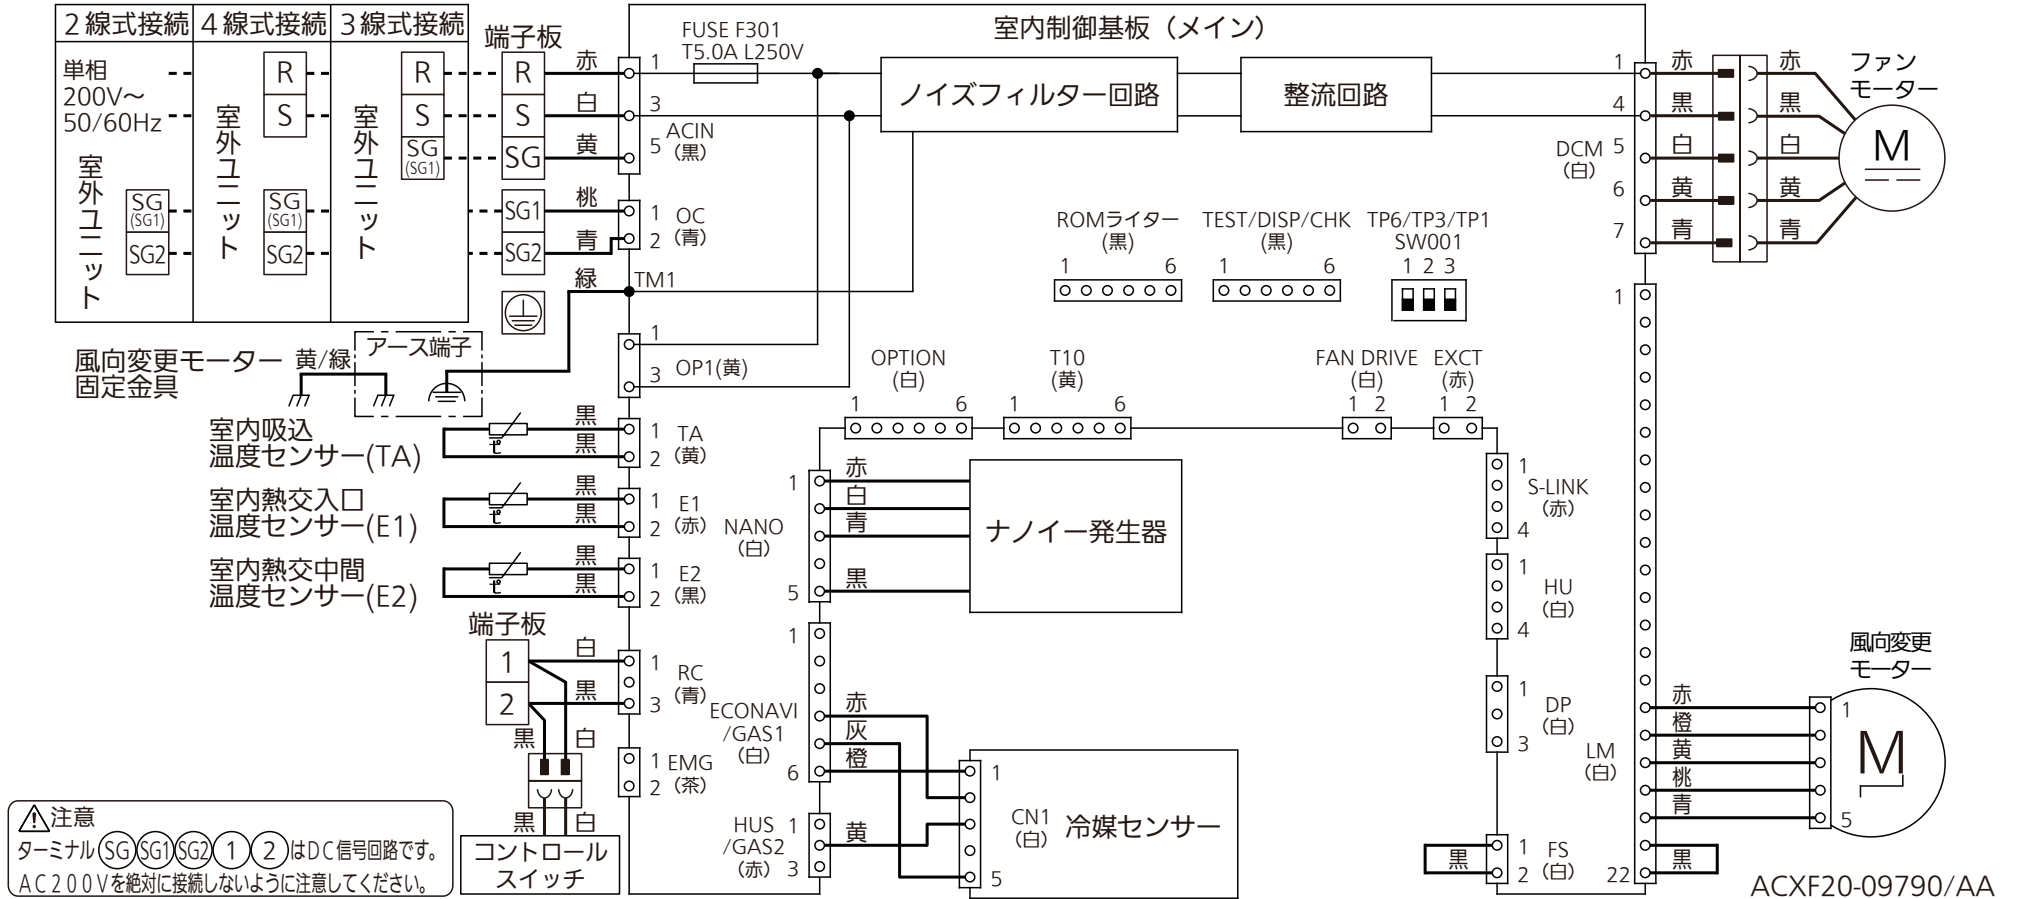 2線式接続 4線式接続 3線式接続
端子板
単相
200V～
50/60Hz
室外ユニット
SG
(SG1)
SG2
室外ユニット
R
S
SG
(SG1)
SG2
室外ユニット
R
S
SG
(SG1)
R
S
SG
SG1
SG2
赤
白
黄
桃
青
緑
室内制御基板（メイン）
FUSE F301
T5.0A L250V
1
3
5
ACIN
(黒)
1
2
OC
(青)
TM1
1
3
OP1(黄)
ノイズフィルター回路
整流回路
1
4
5
6
7
DCM
(白)
赤
黒
白
黄
青
赤
黒
白
黄
青
ファン
モーター
M
ROMライター
(黒)
1 6
TEST/DISP/CHK
(黒)
1 6
TP6/TP3/TP1
SW001
1 2 3
風向変更モーター
固定金具
黄/緑
アース端子
OPTION
(白)
1 6
T10
(黄)
1 6
FAN DRIVE
(白)
1 2
EXCT
(赤)
1 2
室内吸込
温度センサー(TA)
t°
黒
黒
1
2
TA
(黄)
室内熱交入口
温度センサー(E1)
t°
黒
黒
1
2
E1
(赤)
室内熱交中間
温度センサー(E2)
t°
黒
黒
1
2
E2
(黒)
1
5
NANO
(白)
赤
白
青
黒
ナノイー発生器
1
4
S-LINK
(赤)
1
4
HU
(白)
1
3
DP
(白)
1
2
FS
(白)
黒
端子板
1
2
白
黒
1
3
RC
(青)
黒
白
黒
白
コントロール
スイッチ
1
2
EMG
(茶)
1
6
ECONAVI
/GAS1
(白)
赤
灰
橙
HUS
/GAS2
(赤)
1
3
黄
1
5
CN1
(白)
冷媒センサー
1
22
LM
(白)
赤
橙
黄
桃
青
黒
1
5
風向変更
モーター
M
⚠注意
ターミナルSG SG1 SG2 1 2はDC信号回路です。
AC200Vを絶対に接続しないように注意してください。
ACXF20-09790/AA